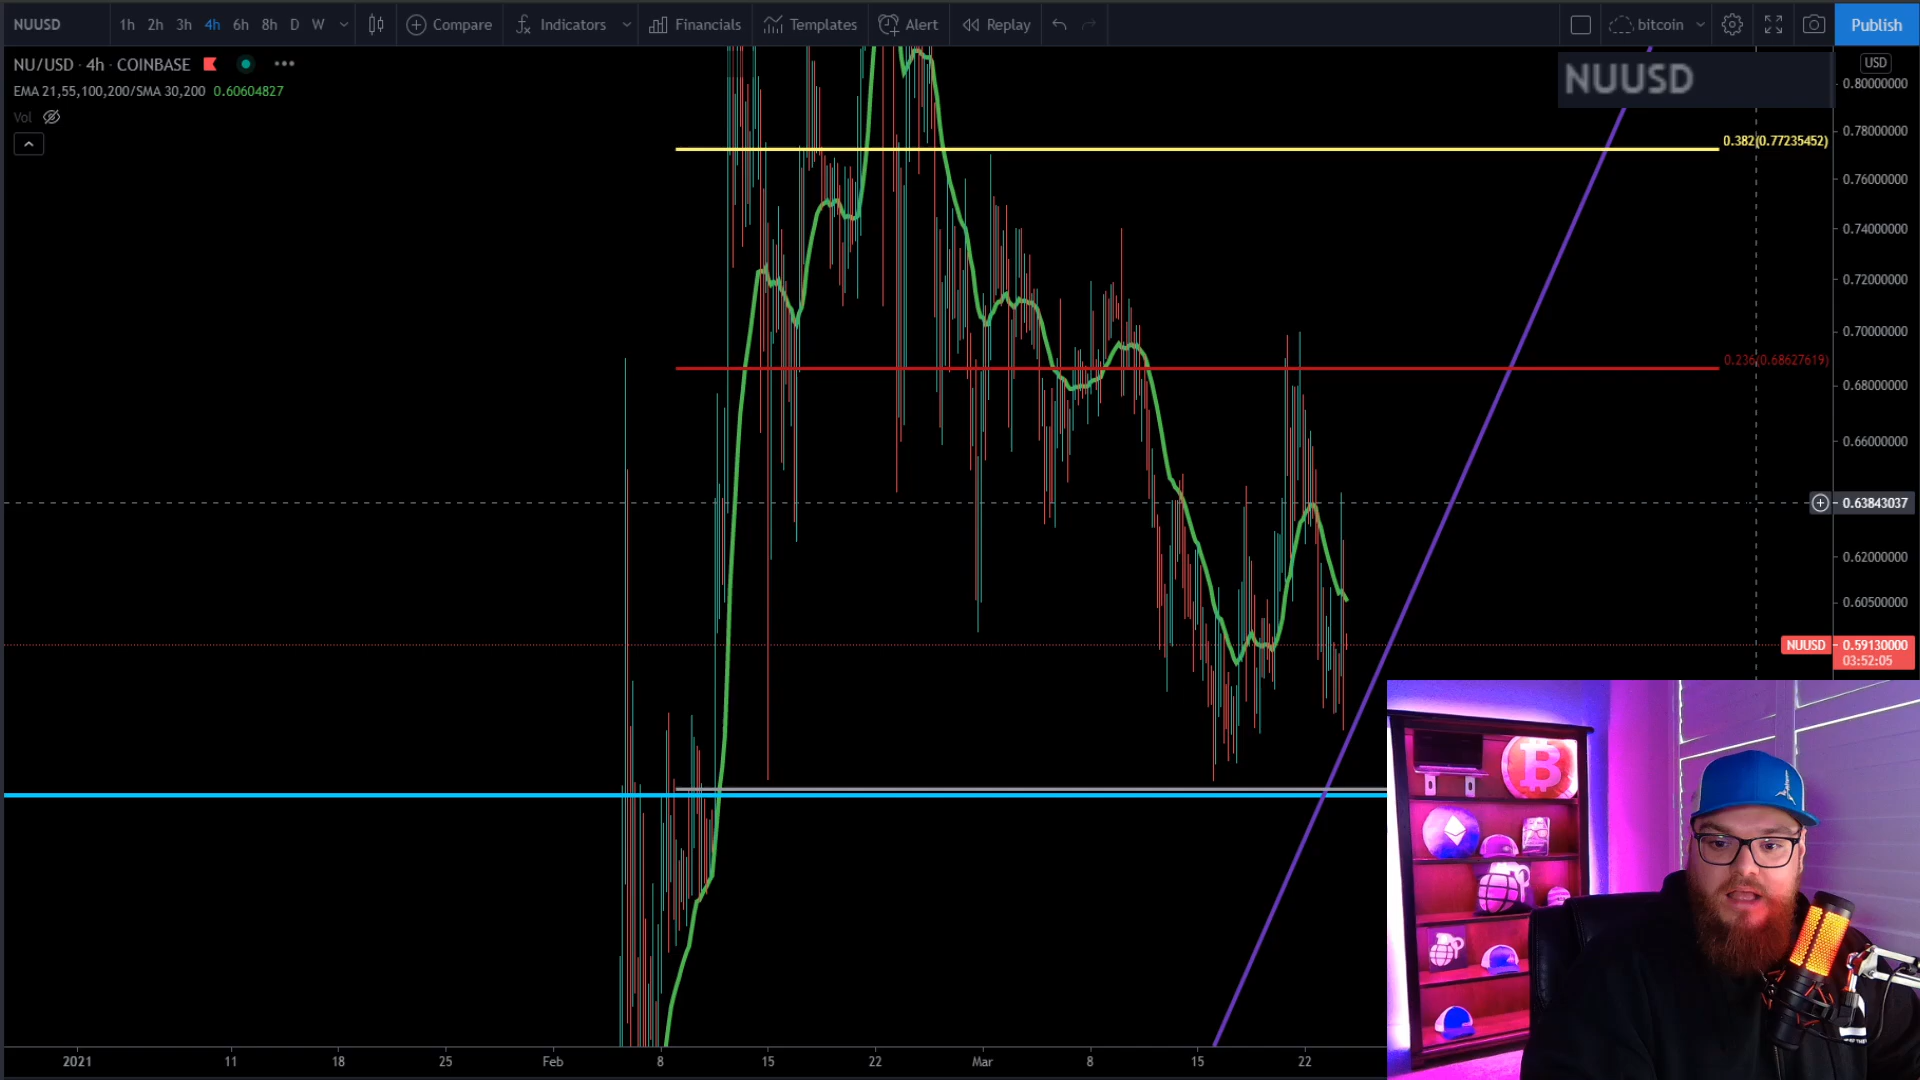 NUUSD 1h 2h 3h 4h 6h 8h D W Compare Indicators Financials Templates Alert Replay bitcoin Publish
NU/USD · 4h · COINBASE
EMA 21,55,100,200/SMA 30,200 0.60604827
Vol
NUUSD
USD
0.80000000
0.382(0.77235452)
0.78000000
0.76000000
0.74000000
0.72000000
0.70000000
0.236(0.68627619)
0.68000000
0.66000000
0.63843037
0.62000000
0.60500000
NUUSD 0.59130000
03:52:05
2021 11 18 25 Feb 8 15 22 Mar 8 15 22